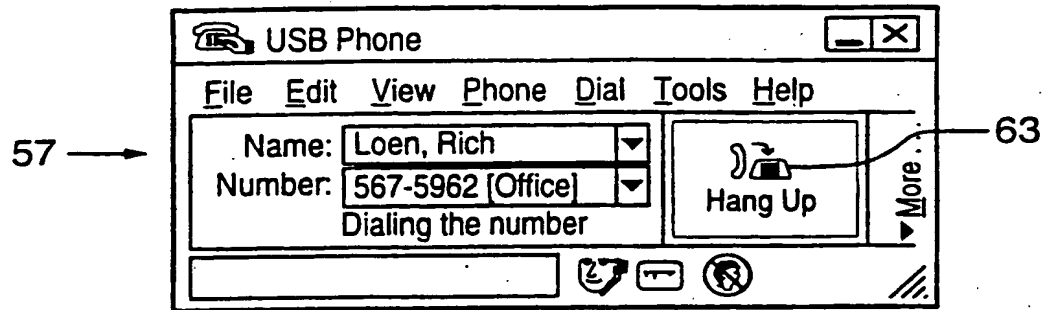 USB Phone
File Edit View Phone Dial Tools Help
57
Name: Loen, Rich
Number: 567-5962 [Office]
Dialing the number
Hang Up
More...
63